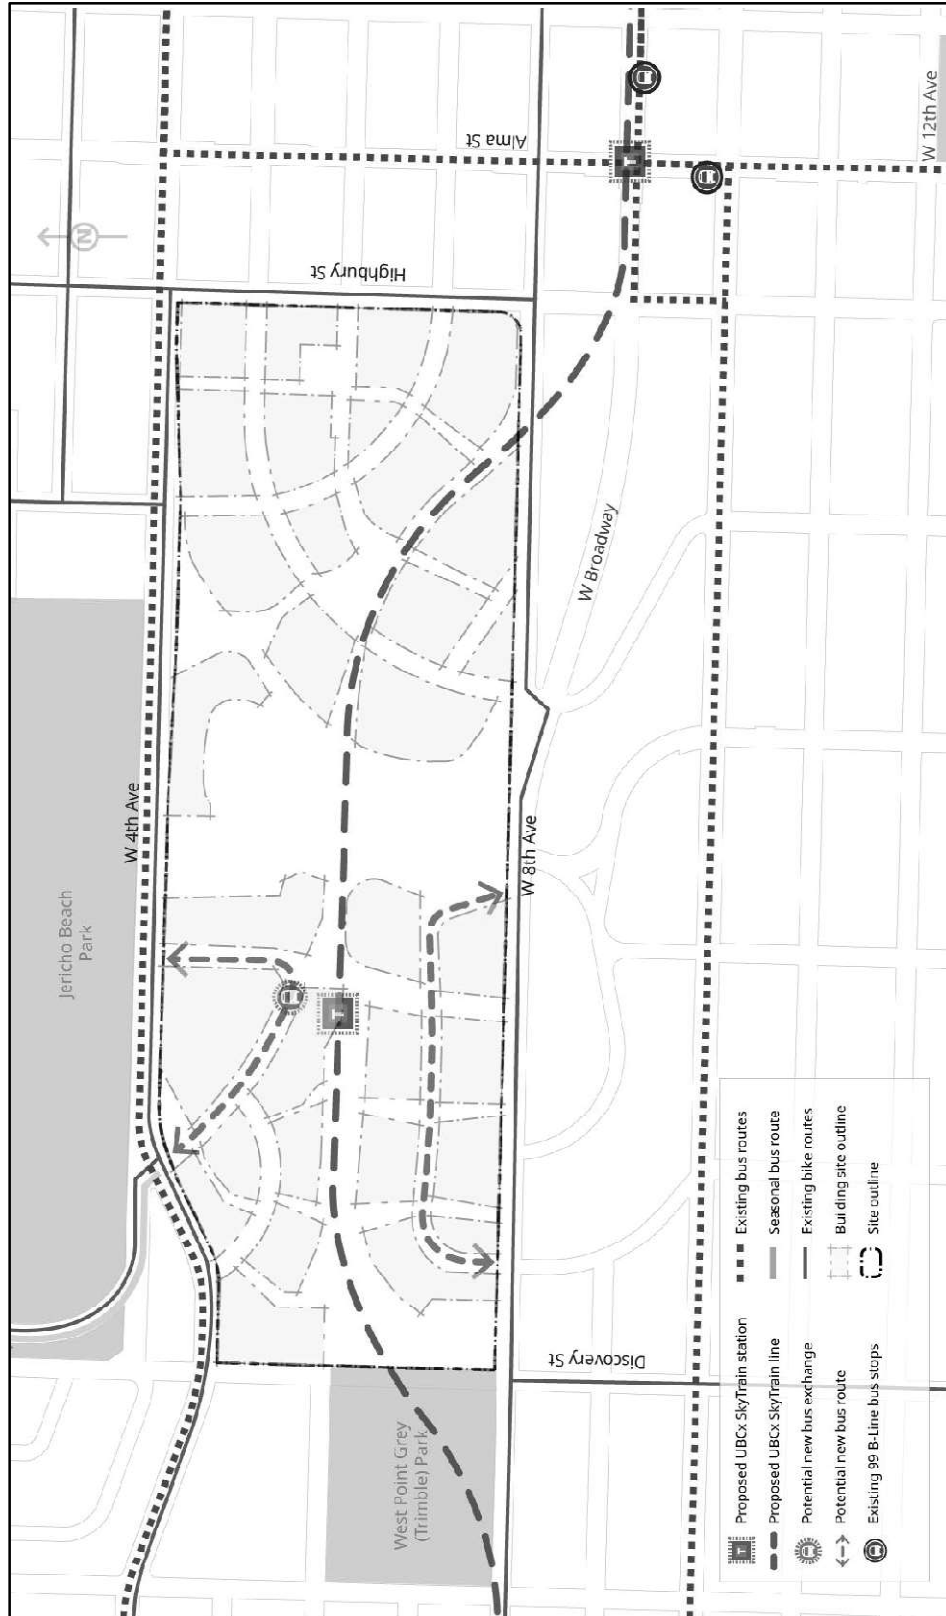 Jericho Beach
Park
W 4th Ave
N
Highbury St
Alma St
T
T
W 8th Ave
W Broadway
W 12th Ave
West Point Grey
(Trimble) Park
Discovery St
T
Proposed UBCx SkyTrain station
Proposed UBCx SkyTrain line
Potential new bus exchange
Potential new bus route
Existing 99 B-Line bus stops
Existing bus routes
Seasonal bus route
Existing bike routes
Building site outline
Site outline